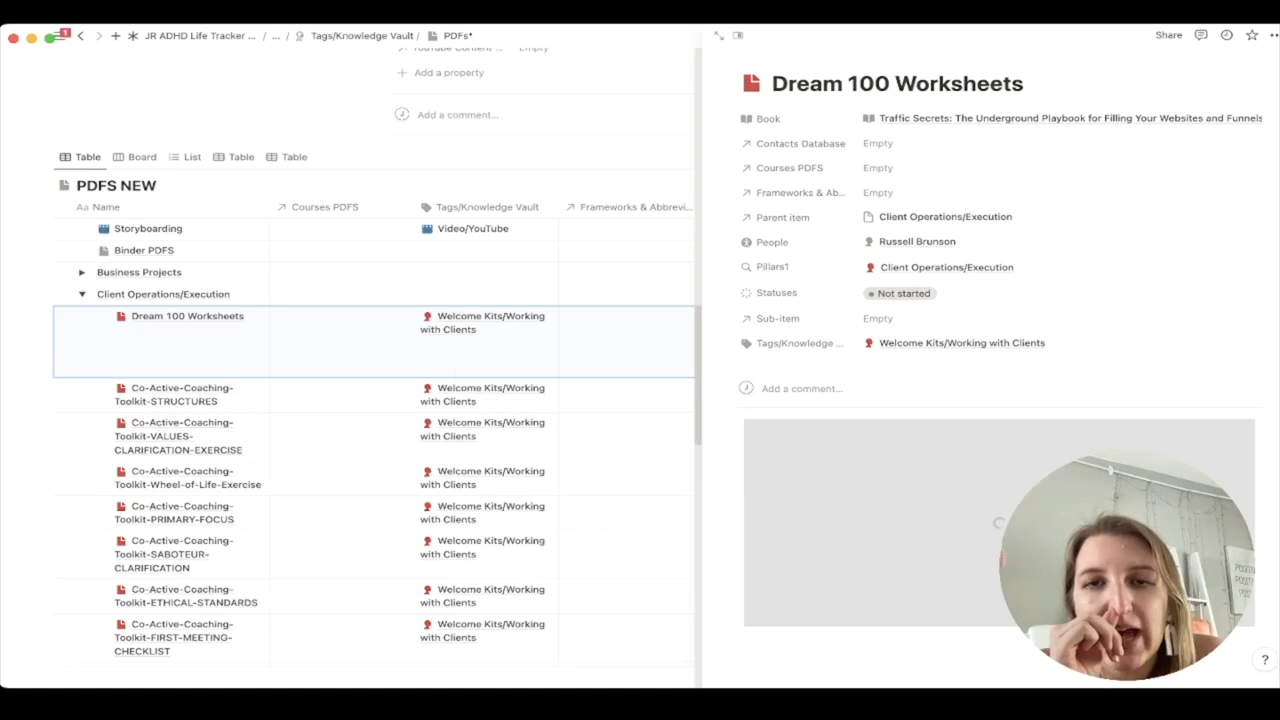 1
JR ADHD Life Tracker ... / ... / Tags/Knowledge Vault / PDFs*
Share
YouTube Content ... Empty
Add a property
Add a comment...
Table Board List Table Table
PDFS NEW
Aa Name Courses PDFS Tags/Knowledge Vault Frameworks & Abbrevi...
Storyboarding Video/YouTube
Binder PDFS
Business Projects
Client Operations/Execution
Dream 100 Worksheets Welcome Kits/Working
with Clients
Co-Active-Coaching- Welcome Kits/Working
Toolkit-STRUCTURES with Clients
Co-Active-Coaching- Welcome Kits/Working
Toolkit-VALUES- with Clients
CLARIFICATION-EXERCISE
Co-Active-Coaching- Welcome Kits/Working
Toolkit-Wheel-of-Life-Exercise with Clients
Co-Active-Coaching- Welcome Kits/Working
Toolkit-PRIMARY-FOCUS with Clients
Co-Active-Coaching- Welcome Kits/Working
Toolkit-SABOTEUR- with Clients
CLARIFICATION
Co-Active-Coaching- Welcome Kits/Working
Toolkit-ETHICAL-STANDARDS with Clients
Co-Active-Coaching- Welcome Kits/Working
Toolkit-FIRST-MEETING- with Clients
CHECKLIST
Dream 100 Worksheets
Book Traffic Secrets: The Underground Playbook for Filling Your Websites and Funnels
Contacts Database Empty
Courses PDFS Empty
Frameworks & Ab... Empty
Parent item Client Operations/Execution
People Russell Brunson
Pillars1 Client Operations/Execution
Statuses Not started
Sub-item Empty
Tags/Knowledge ... Welcome Kits/Working with Clients
J Add a comment...
?